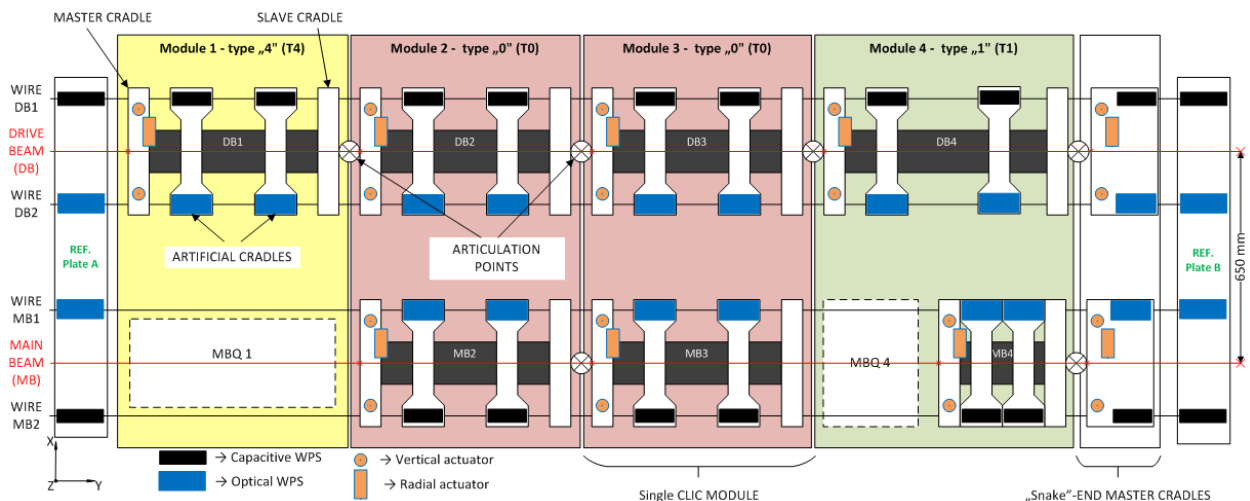 MASTER CRADLE
SLAVE CRADLE
Module 1 - type „4" (T4)
Module 2 - type „0" (T0)
Module 3 - type „0" (T0)
Module 4 - type „1" (T1)
WIRE
DB1
DRIVE
BEAM
(DB)
WIRE
DB2
DB1
DB2
DB3
DB4
REF.
Plate A
ARTIFICIAL CRADLES
ARTICULATION
POINTS
REF.
Plate B
650 mm
WIRE
MB1
MAIN
BEAM
(MB)
WIRE
MB2
MBQ 1
MB2
MB3
MBQ 4
MB4
X
Z
Y
→ Capacitive WPS
→ Optical WPS
→ Vertical actuator
→ Radial actuator
Single CLIC MODULE
„Snake"-END MASTER CRADLES